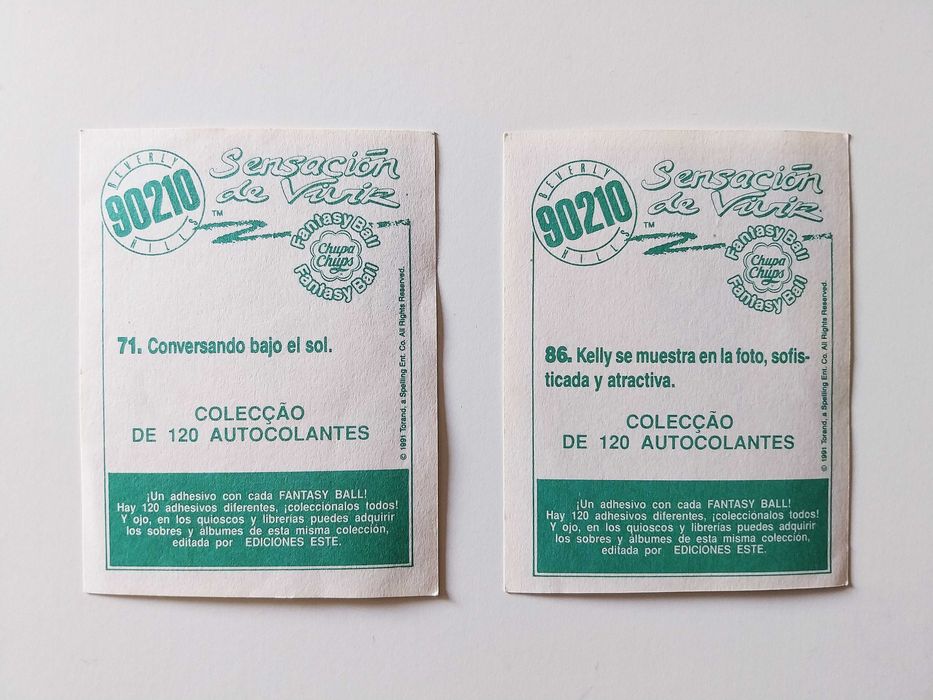 BEVERLY
90210
HILLS
Sensación
de Vivir
TM
Fantasy Ball
Chupa
Chups
Fantasy Ball
71. Conversando bajo el sol.
COLECÇÃO
DE 120 AUTOCOLANTES
© 1991 Torand, a Spelling Ent. Co. All Rights Reserved.
¡Un adhesivo con cada FANTASY BALL!
Hay 120 adhesivos diferentes, ¡colecciónalos todos!
Y ojo, en los quioscos y librerías puedes adquirir
los sobres y álbumes de esta misma colección,
editada por EDICIONES ESTE.
BEVERLY
90210
HILLS
Sensación
de Vivir
TM
Fantasy Ball
Chupa
Chups
Fantasy Ball
86. Kelly se muestra en la foto, sofis-
ticada y atractiva.
COLECÇÃO
DE 120 AUTOCOLANTES
© 1991 Torand, a Spelling Ent. Co. All Rights Reserved.
¡Un adhesivo con cada FANTASY BALL!
Hay 120 adhesivos diferentes, ¡coleccionalos todos!
Y ojo, en los quioscos y librerías puedes adquirir
los sobres y álbumes de esta misma colección,
editada por EDICIONES ESTE.